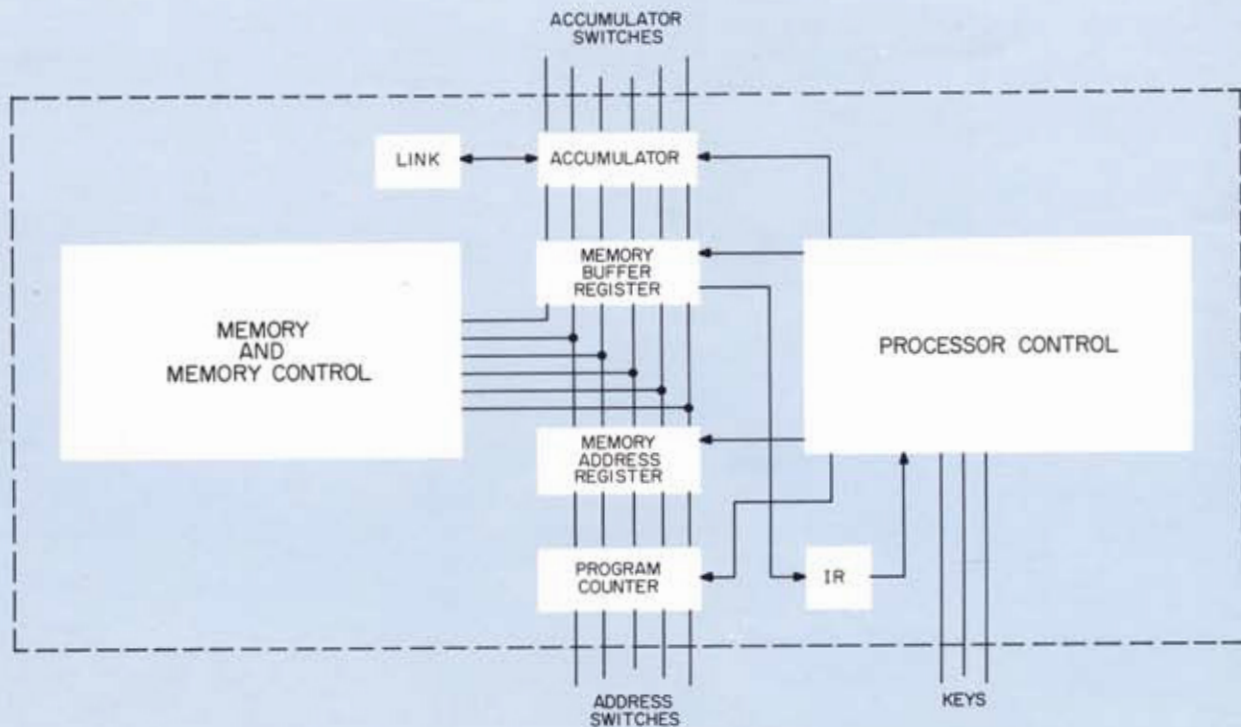 ACCUMULATOR
SWITCHES
LINK
ACCUMULATOR
MEMORY
BUFFER
REGISTER
MEMORY
AND
MEMORY CONTROL
PROCESSOR CONTROL
MEMORY
ADDRESS
REGISTER
PROGRAM
COUNTER
IR
ADDRESS
SWITCHES
KEYS